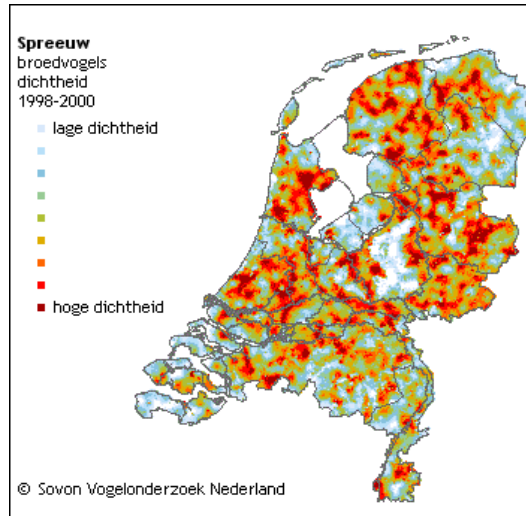 Spreeuw
broedvogels
dichtheid
1998-2000
lage dichtheid
hoge dichtheid
© Sovon Vogelonderzoek Nederland